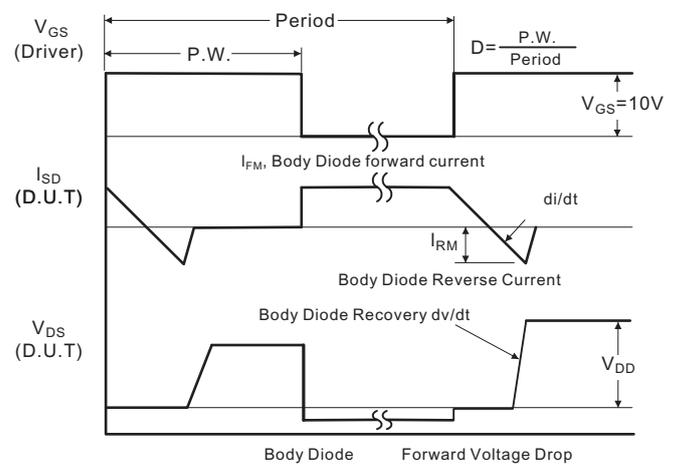 Period
V_GS
(Driver)
P.W.
D= P.W.
Period
V_GS=10V
I_FM, Body Diode forward current
I_SD
(D.U.T)
di/dt
I_RM
Body Diode Reverse Current
Body Diode Recovery dv/dt
V_DS
(D.U.T)
V_DD
Body Diode Forward Voltage Drop